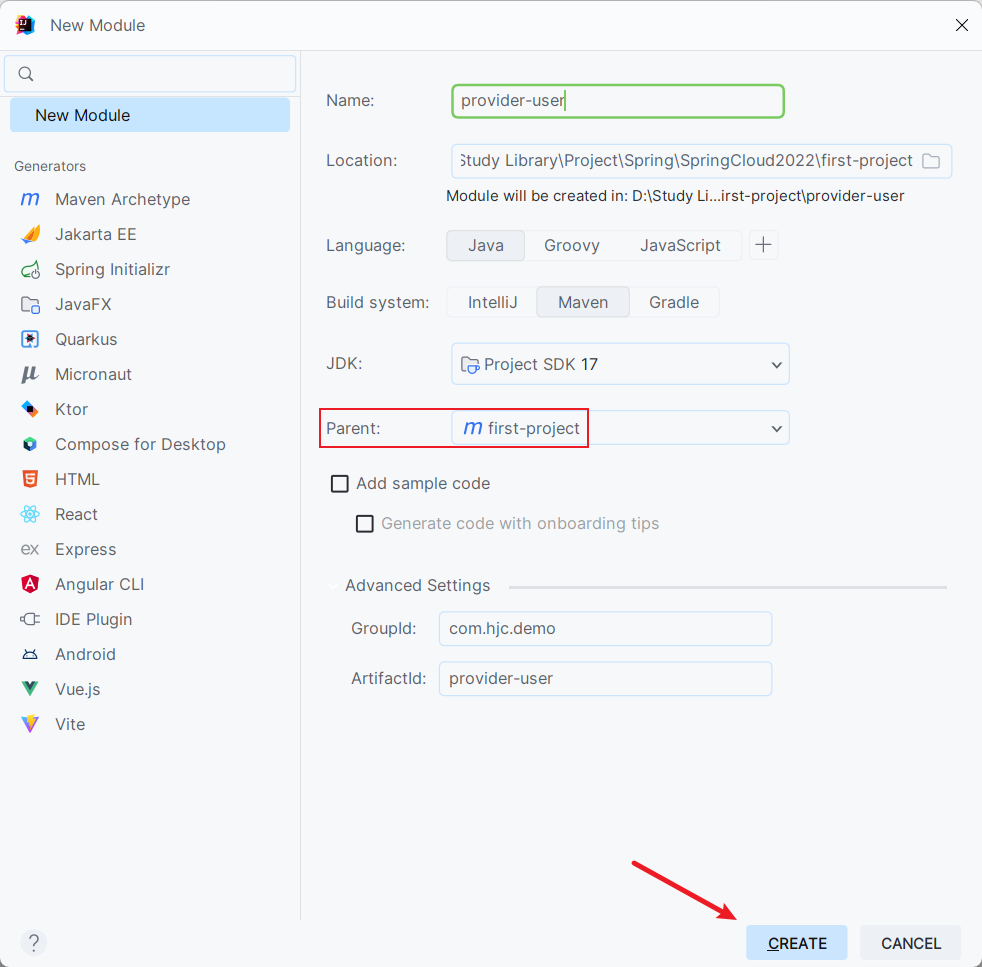 New Module
New Module
Generators
Maven Archetype
Jakarta EE
Spring Initializr
JavaFX
Quarkus
Micronaut
Ktor
Compose for Desktop
HTML
React
Express
Angular CLI
IDE Plugin
Android
Vue.js
Vite
Name: provider-user
Location: Study Library\Project\Spring\SpringCloud2022\first-project
Module will be created in: D:\Study Li...irst-project\provider-user
Language: Java Groovy JavaScript
Build system: IntelliJ Maven Gradle
JDK: Project SDK 17
Parent: m first-project
Add sample code
Generate code with onboarding tips
Advanced Settings
GroupId: com.hjc.demo
ArtifactId: provider-user
? CREATE CANCEL